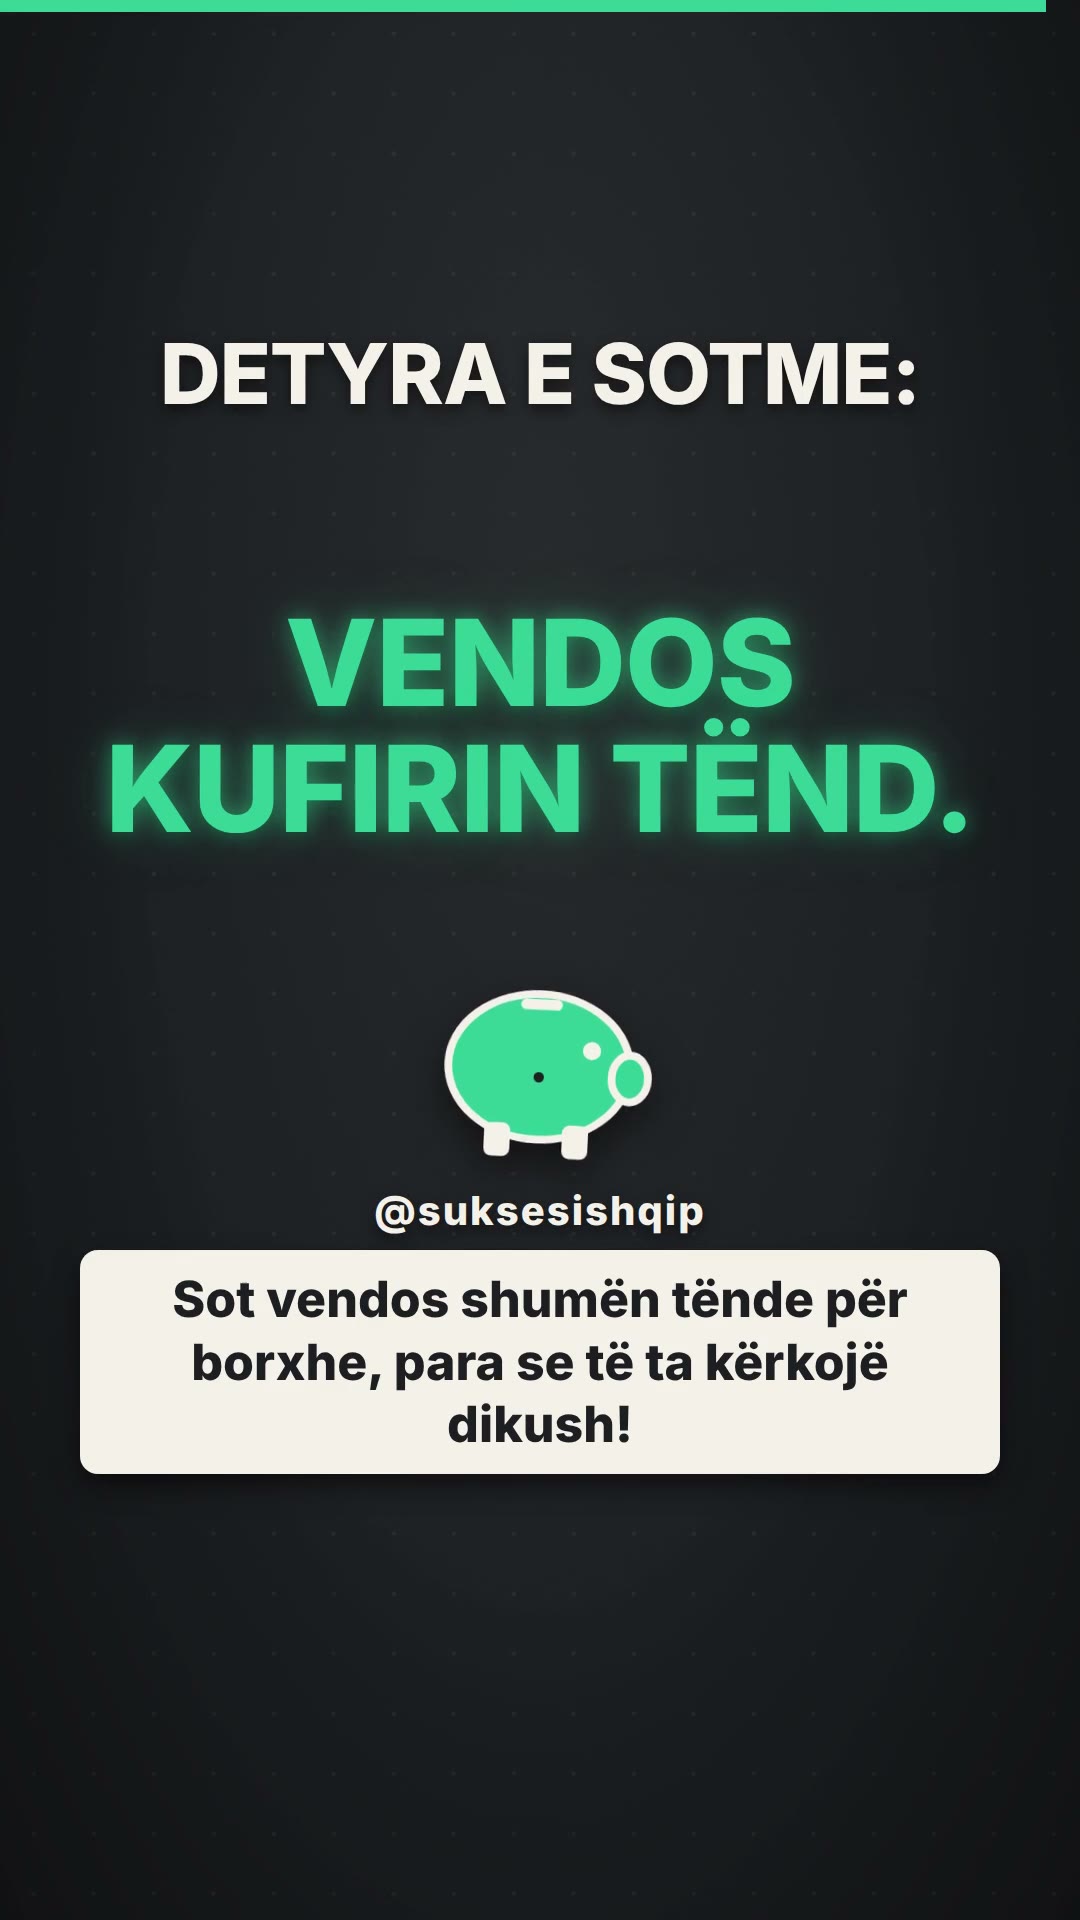 DETYRA E SOTME:
VENDOS
KUFIRIN TËND.
@suksesishqip
Sot vendos shumën tënde për
borxhe, para se të ta kërkojë
dikush!